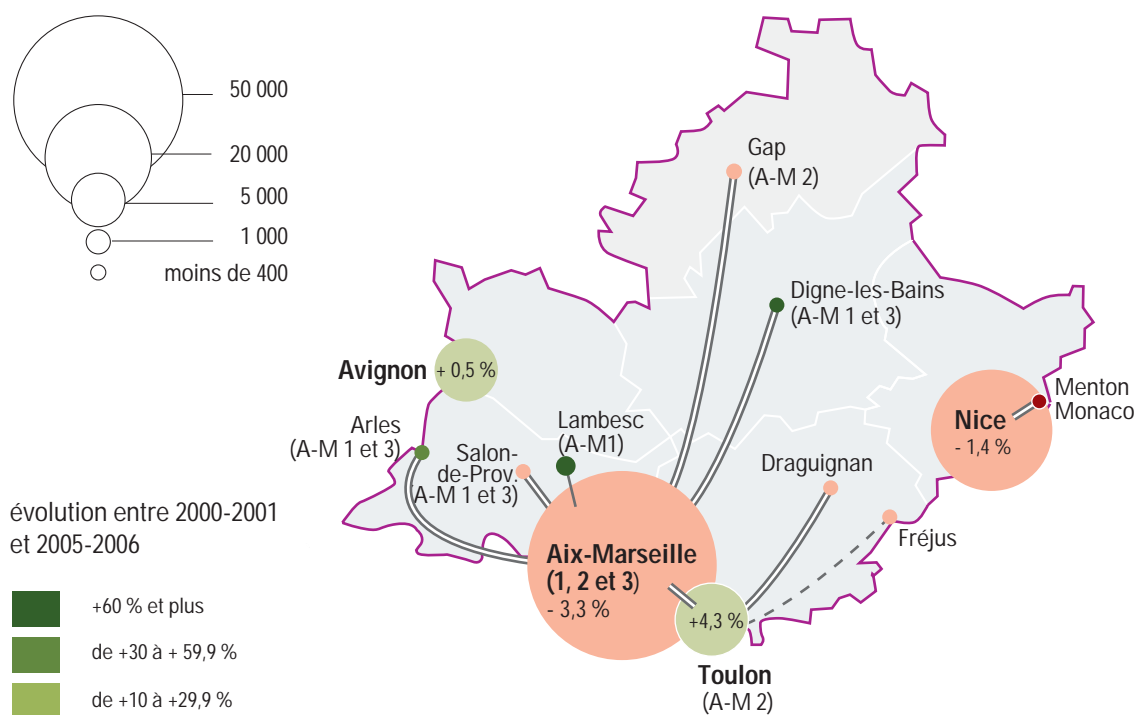 50 000
20 000
5 000
1 000
moins de 400
Gap
(A-M 2)
Digne-les-Bains
(A-M 1 et 3)
Avignon
+ 0,5 %
Arles
(A-M 1 et 3)
Lambesc
(A-M1)
Salon-
de-Prov.
(A-M 1 et 3)
Menton
Monaco
Nice
- 1,4 %
Draguignan
Fréjus
Aix-Marseille
(1, 2 et 3)
- 3,3 %
+4,3 %
Toulon
(A-M 2)
évolution entre 2000-2001
et 2005-2006
+60 % et plus
de +30 à + 59,9 %
de +10 à +29,9 %